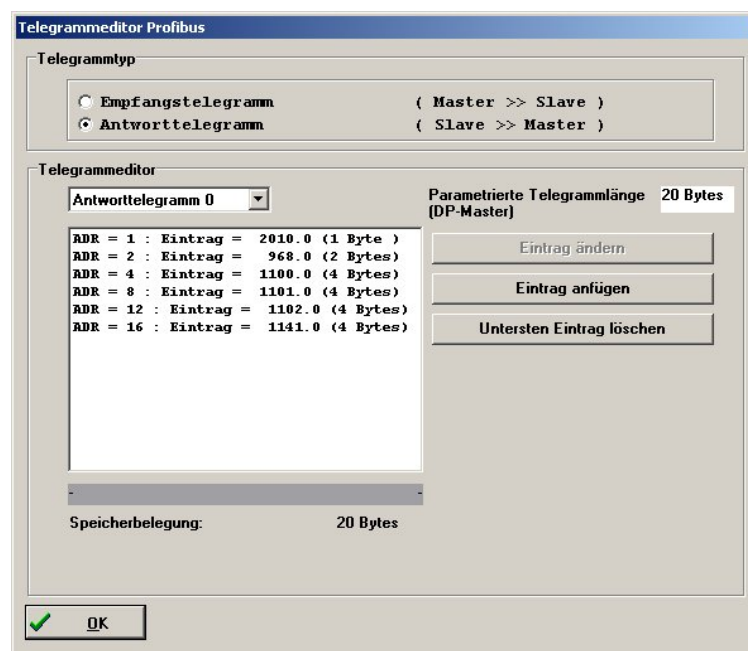 Telegrammeditor Profibus
Telegrammtyp
Empfangstelegramm ( Master >> Slave )
Antworttelegramm ( Slave >> Master )
Telegrammeditor
Antworttelegramm 0
Parametrierte Telegrammlänge 20 Bytes
(DP-Master)
ADR = 1 : Eintrag = 2010.0 (1 Byte )
ADR = 2 : Eintrag = 968.0 (2 Bytes)
ADR = 4 : Eintrag = 1100.0 (4 Bytes)
ADR = 8 : Eintrag = 1101.0 (4 Bytes)
ADR = 12 : Eintrag = 1102.0 (4 Bytes)
ADR = 16 : Eintrag = 1141.0 (4 Bytes)
Eintrag ändern
Eintrag anfügen
Untersten Eintrag löschen
- -
Speicherbelegung: 20 Bytes
OK